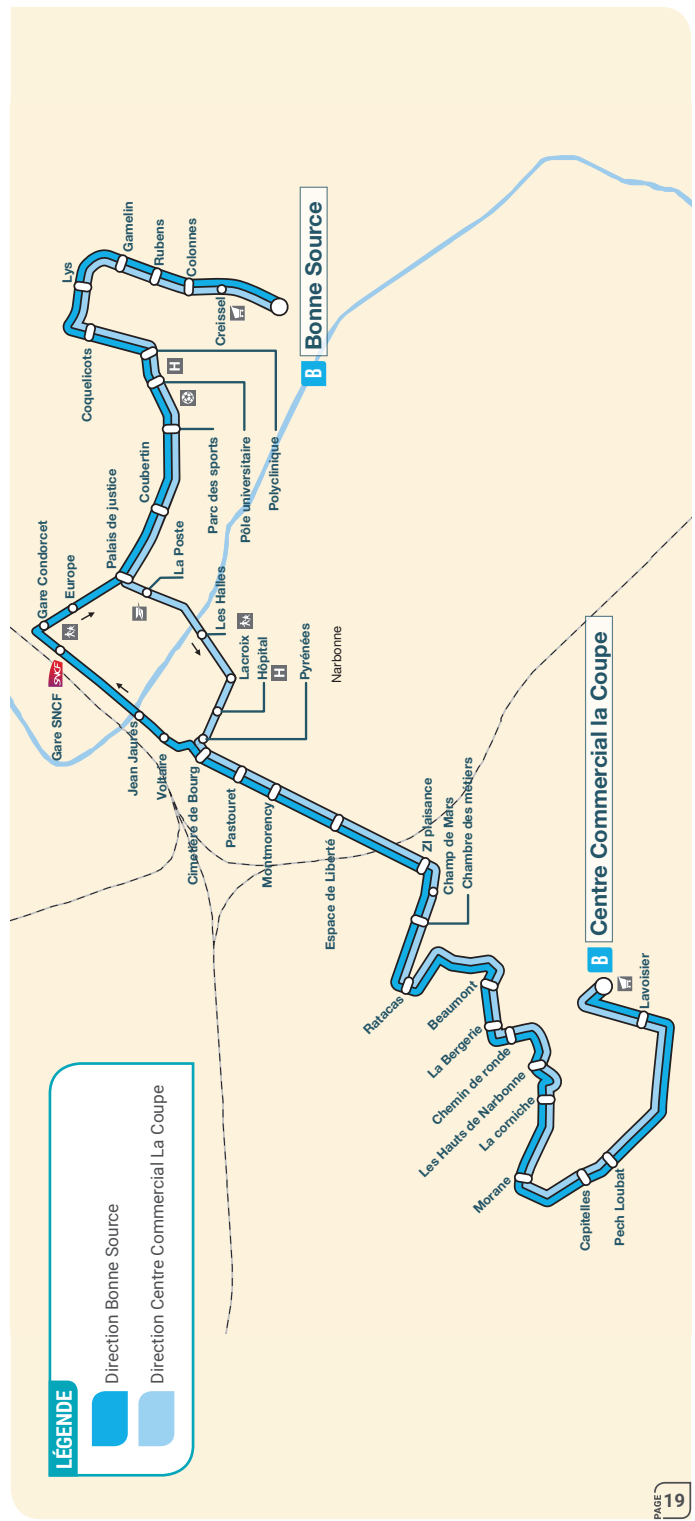 LÉGENDE
Direction Bonne Source
Direction Centre Commercial La Coupe
Gare SNCF
SNCF
Gare Condorcet
Europe
Jean Jaurès
Voltaire
Palais de justice
La Poste
Les Halles
Lacroix
Hôpital
H
Pyrénées
Narbonne
Cimetière de Bourg
Pastouret
Montmorency
Espace de Liberté
ZI plaisance
Champ de Mars
Chambre des métiers
Ratacas
Beaumont
La Bergerie
Chemin de ronde
Les Hauts de Narbonne
La corniche
Morane
Capitelles
Pech Loubat
Lavoisier
B Centre Commercial la Coupe
Coubertin
Parc des sports
Pôle universitaire
Polyclinique
H
Coquelicots
Lys
Gamelin
Rubens
Colonnes
Creissel
B Bonne Source
PAGE 19